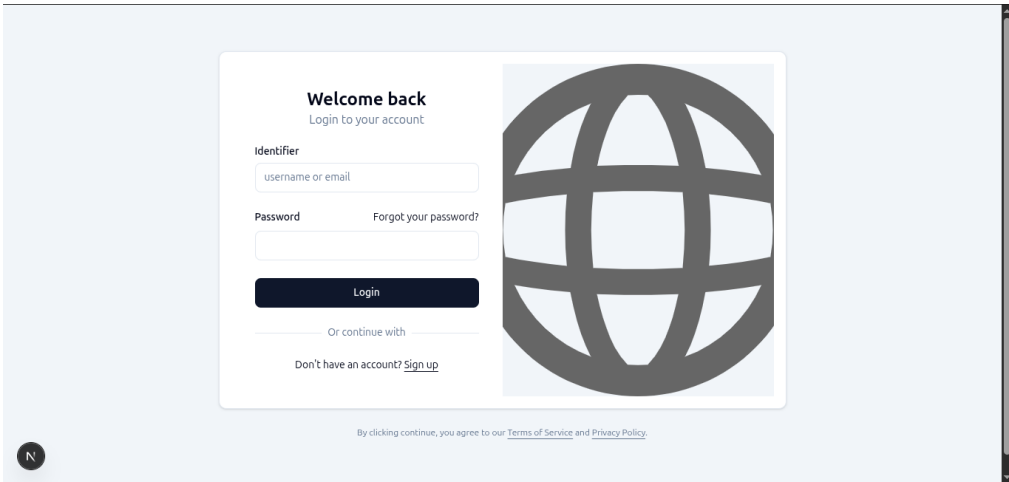 Welcome back
Login to your account
Identifier
username or email
Password Forgot your password?
Login
Or continue with
Don't have an account? Sign up
By clicking continue, you agree to our Terms of Service and Privacy Policy.
N